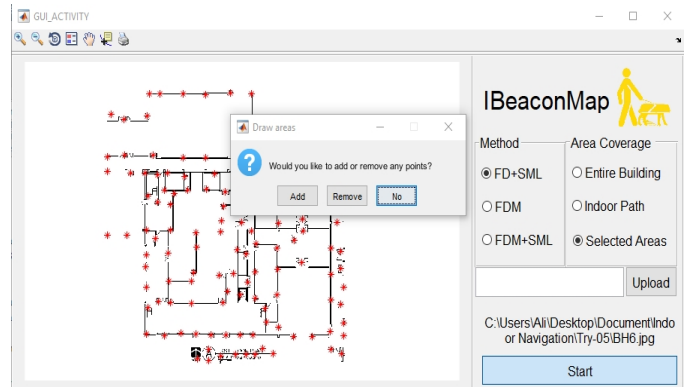 GUI_ACTIVITY
Draw areas
Would you like to add or remove any points?
Add
Remove
No
IBeaconMap
Method
FD+SML
FDM
FDM+SML
Area Coverage
Entire Building
Indoor Path
Selected Areas
Upload
C:\Users\Ali\Desktop\Document\Indo
or Navigation\Try-05\BH6.jpg
Start